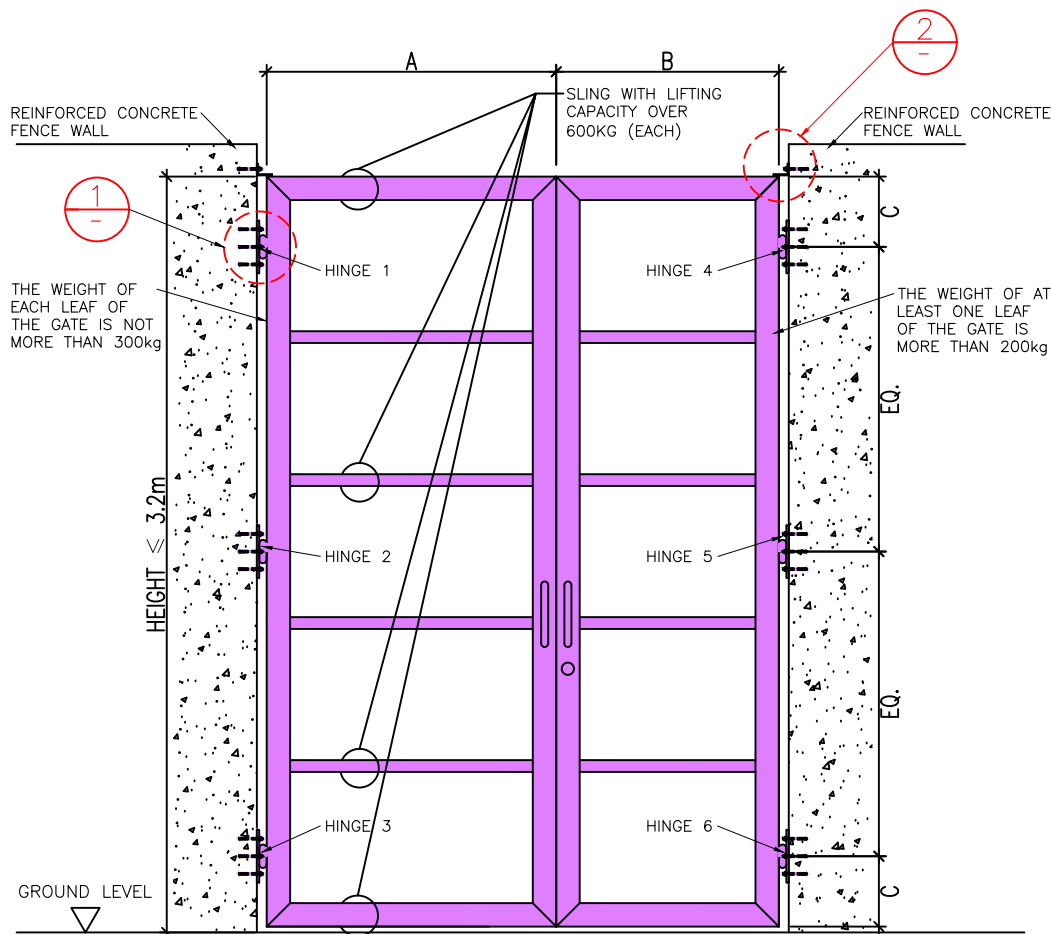 2
-
A
B
SLING WITH LIFTING
CAPACITY OVER
600KG (EACH)
REINFORCED CONCRETE
FENCE WALL
REINFORCED CONCRETE
FENCE WALL
1
-
C
HINGE 1
HINGE 4
THE WEIGHT OF
EACH LEAF OF
THE GATE IS NOT
MORE THAN 300kg
THE WEIGHT OF AT
LEAST ONE LEAF
OF THE GATE IS
MORE THAN 200kg
EQ.
HEIGHT ≤ 3.2m
HINGE 2
HINGE 5
EQ.
HINGE 3
HINGE 6
GROUND LEVEL
C